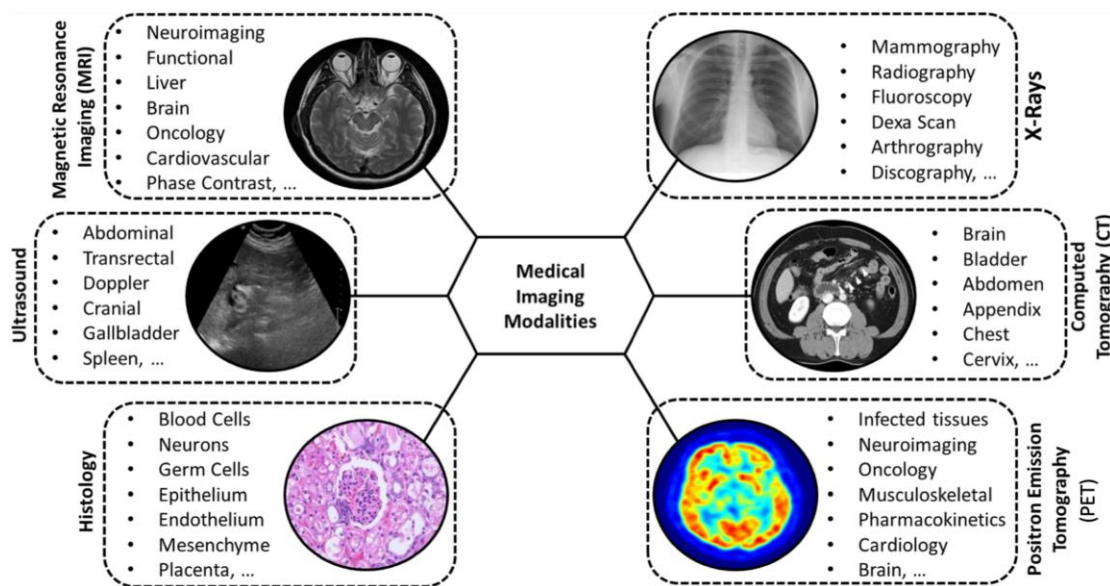 Magnetic Resonance
Imaging (MRI)
• Neuroimaging
• Functional
• Liver
• Brain
• Oncology
• Cardiovascular
• Phase Contrast, ...
• Mammography
• Radiography
• Fluoroscopy
• Dexa Scan
• Arthrography
• Discography, ...
X-Rays
Ultrasound
• Abdominal
• Transrectal
• Doppler
• Cranial
• Gallbladder
• Spleen, ...
Medical
Imaging
Modalities
• Brain
• Bladder
• Abdomen
• Appendix
• Chest
• Cervix, ...
Computed
Tomography (CT)
Histology
• Blood Cells
• Neurons
• Germ Cells
• Epithelium
• Endothelium
• Mesenchyme
• Placenta, ...
• Infected tissues
• Neuroimaging
• Oncology
• Musculoskeletal
• Pharmacokinetics
• Cardiology
• Brain, ...
Positron Emission
Tomography
(PET)